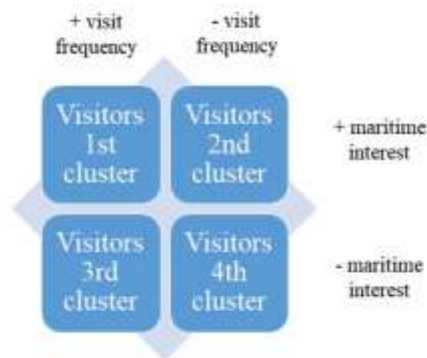 + visit
frequency
- visit
frequency
Visitors
1st
cluster
Visitors
2nd
cluster
+ maritime
interest
Visitors
3rd
cluster
Visitors
4th
cluster
- maritime
interest